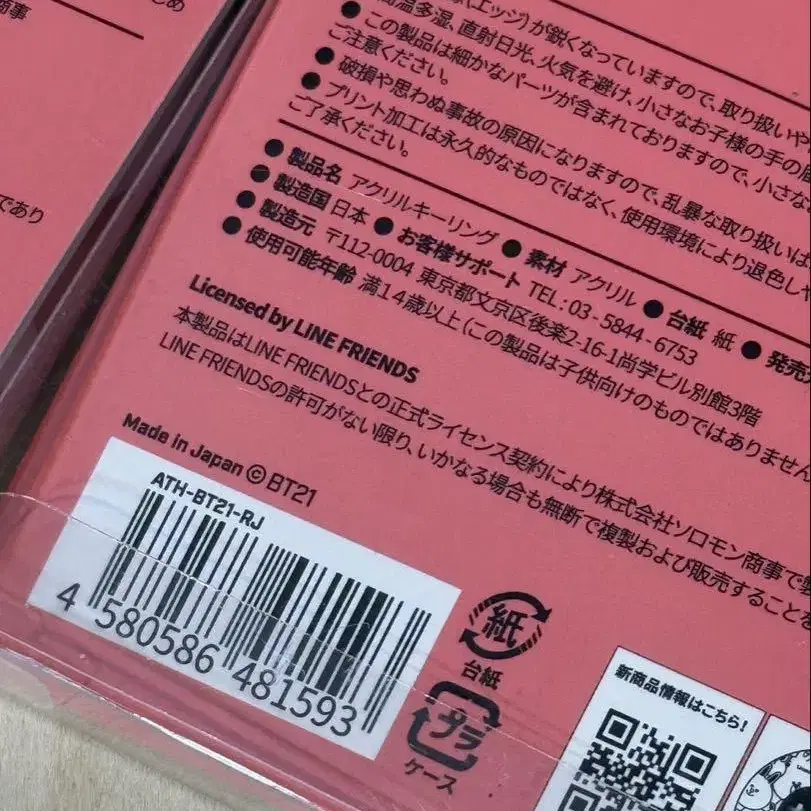 商事
であり
(エッジ)が鋭くなっていますので、取り扱いや
高温多湿、直射日光、火気を避け、小さなお子様の手の届
● この製品は細かなパーツが含まれておりますので、小さな
ご注意ください。
● 破損や思わぬ事故の原因になりますので、乱暴な取り扱いは
● プリント加工は永久的なものではなく、使用環境により退色し
ご了承ください。
● 製品名 アクリルキーリング ● 素材 アクリル ● 台紙 紙 ● 発売
● 製造国 日本 ● お客様サポート TEL : 03-5844-6753
● 製造元 〒112-0004 東京都文京区後楽2-16-1尚学ビル別館3階
● 使用可能年齢 満14歳以上(この製品は子供向けのものではありません
Licensed by LINE FRIENDS
本製品はLINE FRIENDSとの正式ライセンス契約により株式会社ソロモン商事で
LINE FRIENDSの許可がない限り、いかなる場合も無断で複製および販売することを
Made in Japan © BT21
ATH-BT21-RJ
4 580586 481593
紙
台紙
プラ
ケース
新商品情報はこちら!